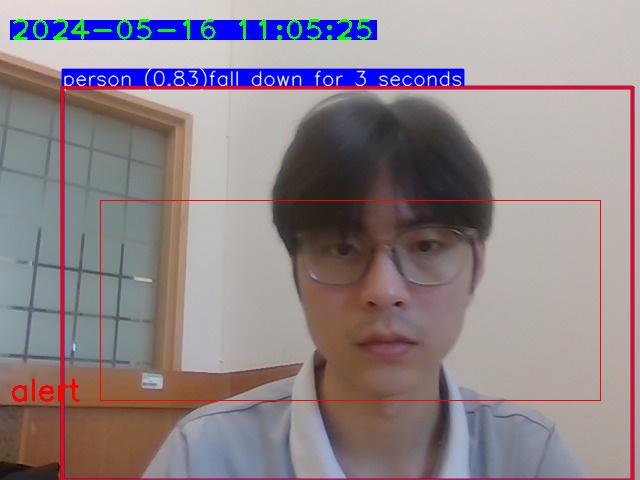 2024-05-16 11:05:25
person (0.83)fall down for 3 seconds
alert